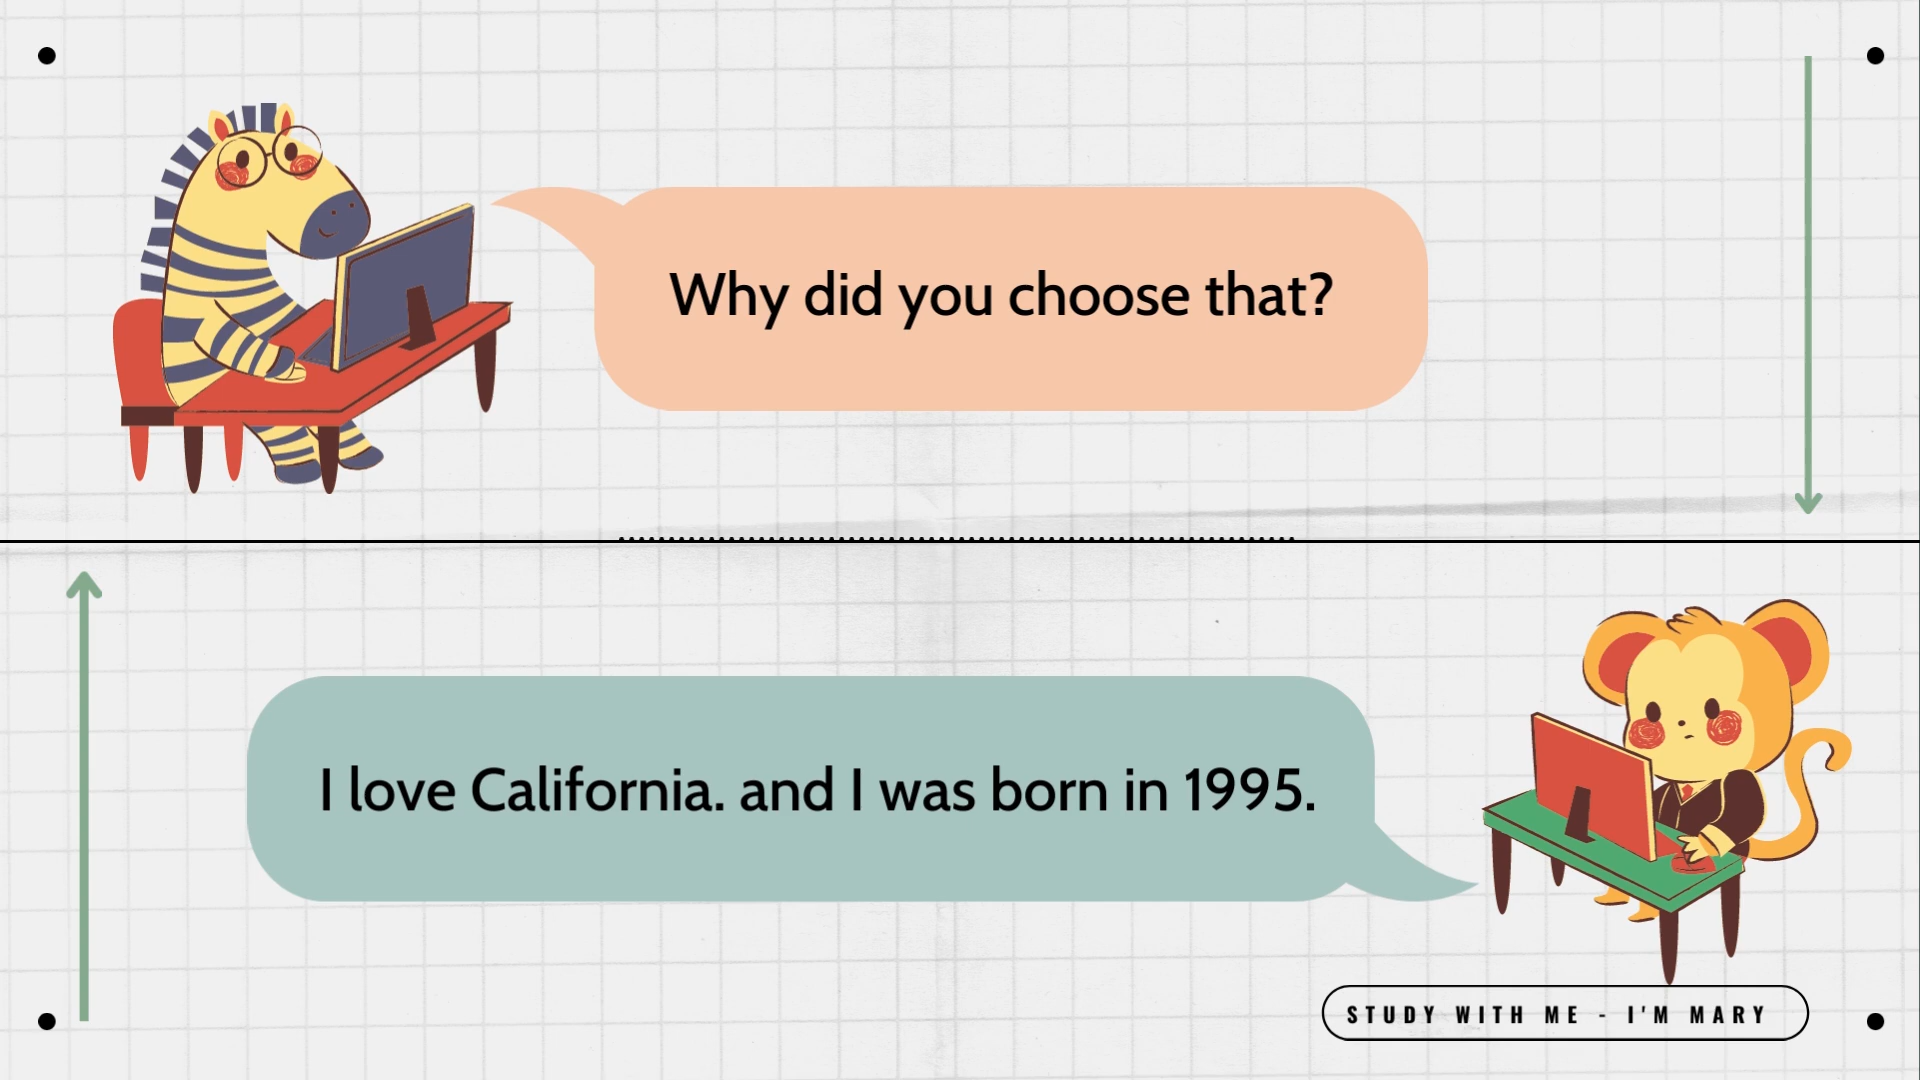 Why did you choose that?
I love California. and I was born in 1995.
STUDY WITH ME - I'M MARY